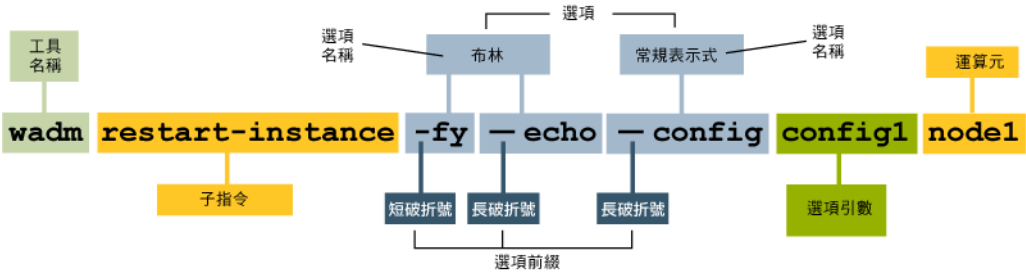 選項
工具
名稱
選項
名稱
布林
常規表示式
選項
名稱
運算元
wadm restart-instance -fy — echo — config config1 node1
子指令
短破折號
長破折號
長破折號
選項引數
選項前綴